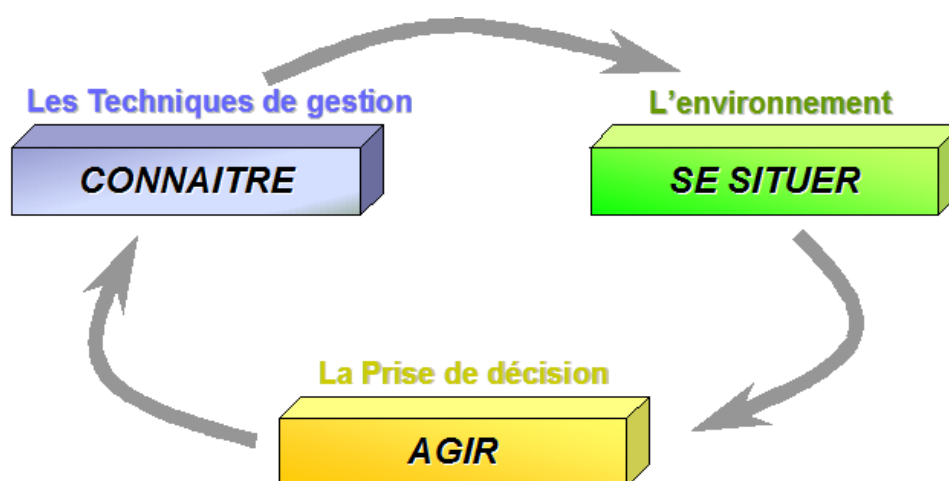 Les Techniques de gestion
CONNAITRE
L'environnement
SE SITUER
La Prise de décision
AGIR